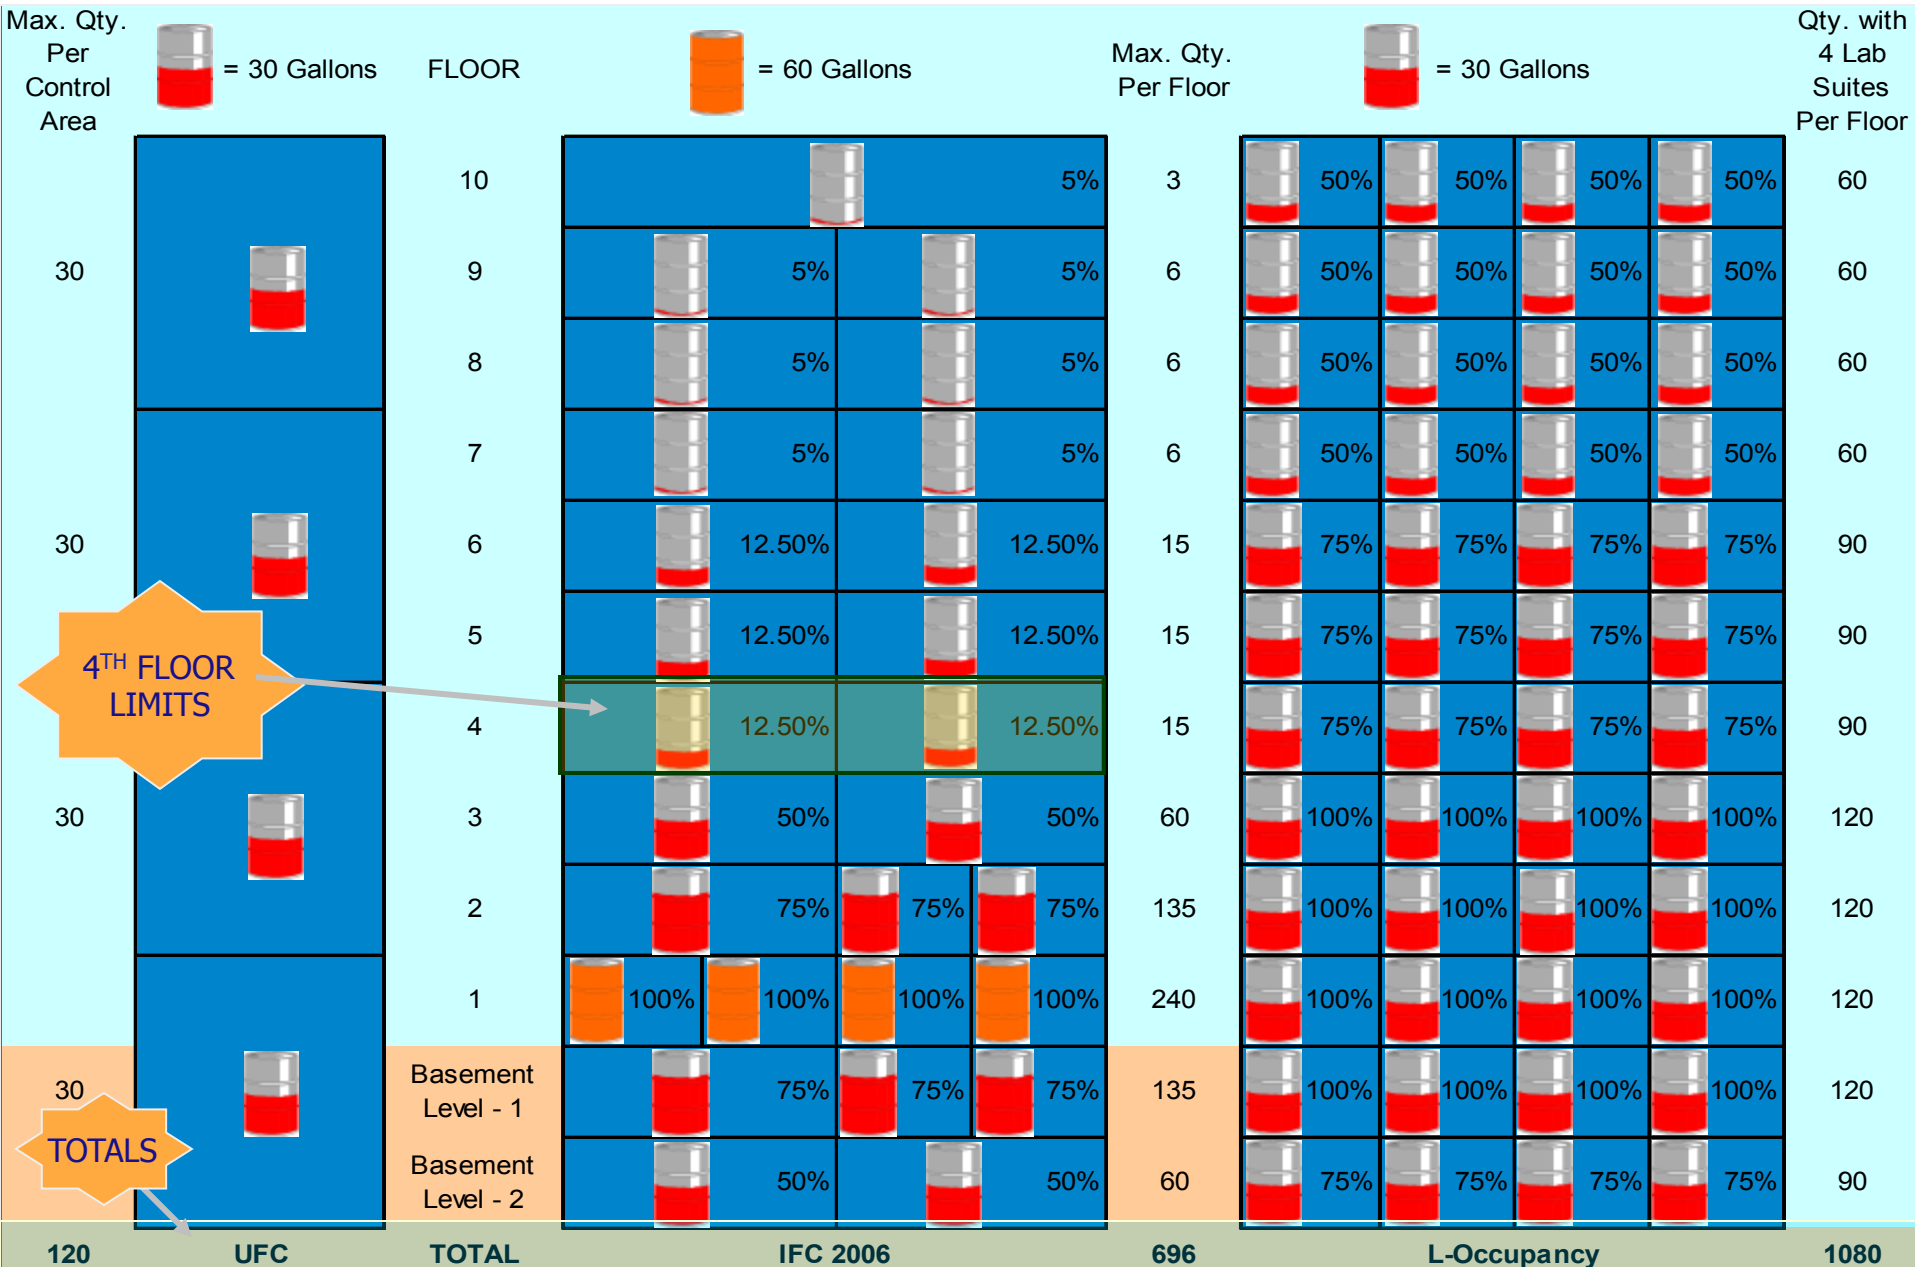 Max. Qty.
Per
Control
Area
= 30 Gallons
FLOOR
= 60 Gallons
Max. Qty.
Per Floor
= 30 Gallons
Qty. with
4 Lab
Suites
Per Floor
10 5% 3 50% 50% 50% 50% 60
30 9 5% 5% 6 50% 50% 50% 50% 60
8 5% 5% 6 50% 50% 50% 50% 60
7 5% 5% 6 50% 50% 50% 50% 60
30 6 12.50% 12.50% 15 75% 75% 75% 75% 90
5 12.50% 12.50% 15 75% 75% 75% 75% 90
4TH FLOOR
LIMITS
4 12.50% 12.50% 15 75% 75% 75% 75% 90
30 3 50% 50% 60 100% 100% 100% 100% 120
2 75% 75% 75% 135 100% 100% 100% 100% 120
1 100% 100% 100% 100% 240 100% 100% 100% 100% 120
30 Basement
Level - 1
75% 75% 75% 135 100% 100% 100% 100% 120
TOTALS
Basement
Level - 2
50% 50% 60 75% 75% 75% 75% 90
120 UFC TOTAL IFC 2006 696 L-Occupancy 1080